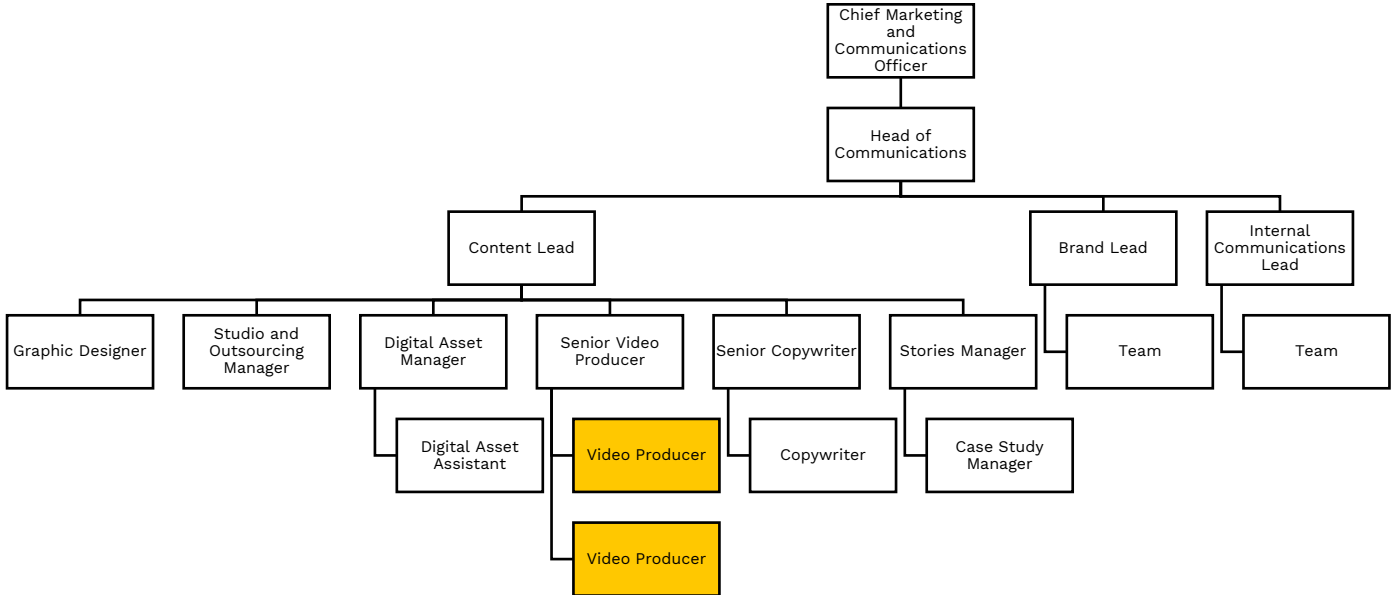 Chief Marketing
and
Communications
Officer
Head of
Communications
Content Lead
Brand Lead
Internal
Communications
Lead
Graphic Designer
Studio and
Outsourcing
Manager
Digital Asset
Manager
Senior Video
Producer
Senior Copywriter
Stories Manager
Team
Team
Digital Asset
Assistant
Video Producer
Copywriter
Case Study
Manager
Video Producer